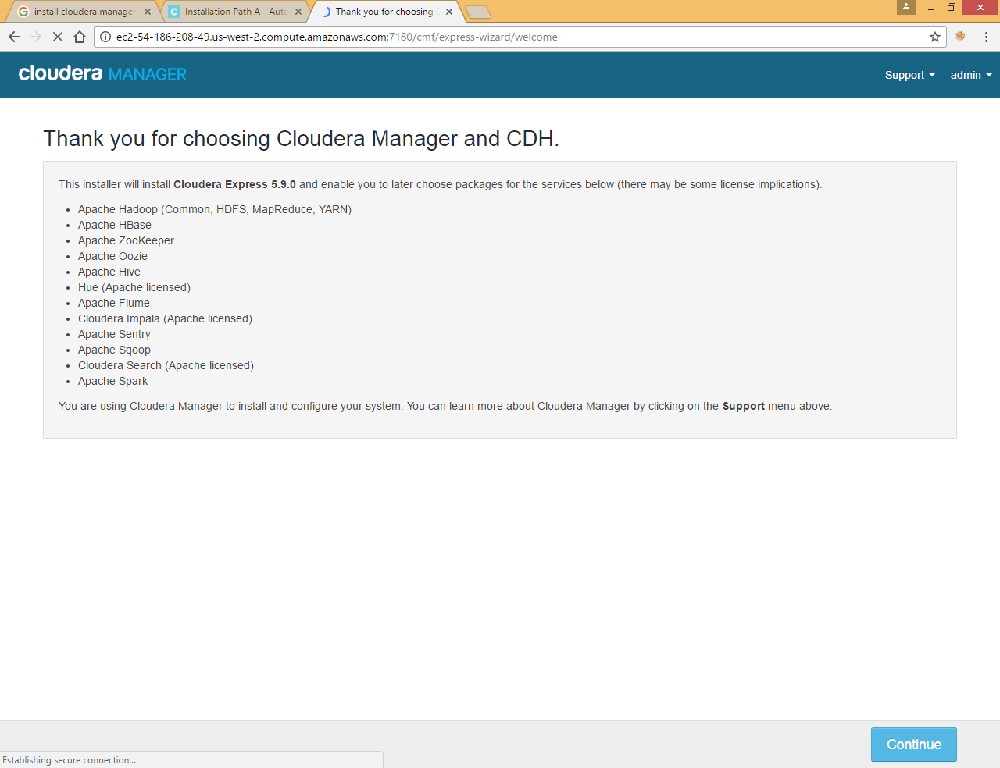 install cloudera manager
Installation Path A - Auto
Thank you for choosing
ec2-54-186-208-49.us-west-2.compute.amazonaws.com:7180/cmf/express-wizard/welcome
cloudera MANAGER
Support
admin
Thank you for choosing Cloudera Manager and CDH.
This installer will install Cloudera Express 5.9.0 and enable you to later choose packages for the services below (there may be some license implications).
Apache Hadoop (Common, HDFS, MapReduce, YARN)
Apache HBase
Apache ZooKeeper
Apache Oozie
Apache Hive
Hue (Apache licensed)
Apache Flume
Cloudera Impala (Apache licensed)
Apache Sentry
Apache Sqoop
Cloudera Search (Apache licensed)
Apache Spark
You are using Cloudera Manager to install and configure your system. You can learn more about Cloudera Manager by clicking on the Support menu above.
Continue
Establishing secure connection...